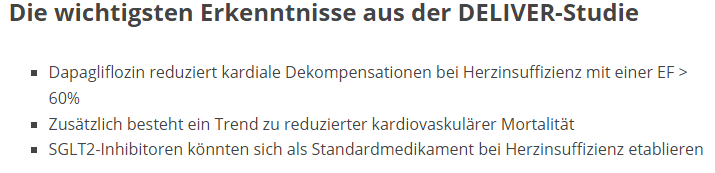 Die wichtigsten Erkenntnisse aus der DELIVER-Studie
Dapagliflozin reduziert kardiale Dekompensationen bei Herzinsuffizienz mit einer EF >
60%
Zusätzlich besteht ein Trend zu reduzierter kardiovaskulärer Mortalität
SGLT2-Inhibitoren könnten sich als Standardmedikament bei Herzinsuffizienz etablieren